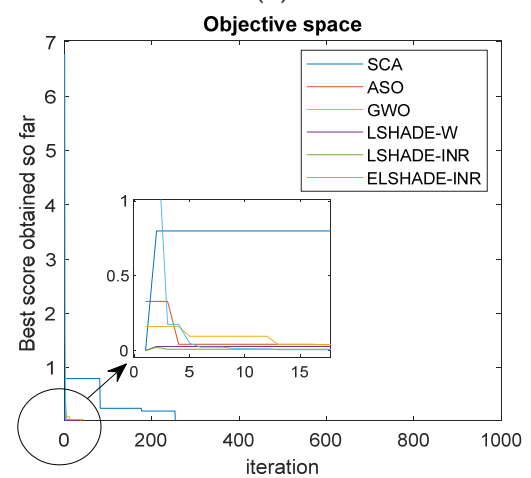 Objective space
Best score obtained so far
7
6
5
4
3
2
1
SCA
ASO
GWO
LSHADE-W
LSHADE-INR
ELSHADE-INR
1
0.5
0
0 5 10 15
0 200 400 600 800 1000
iteration